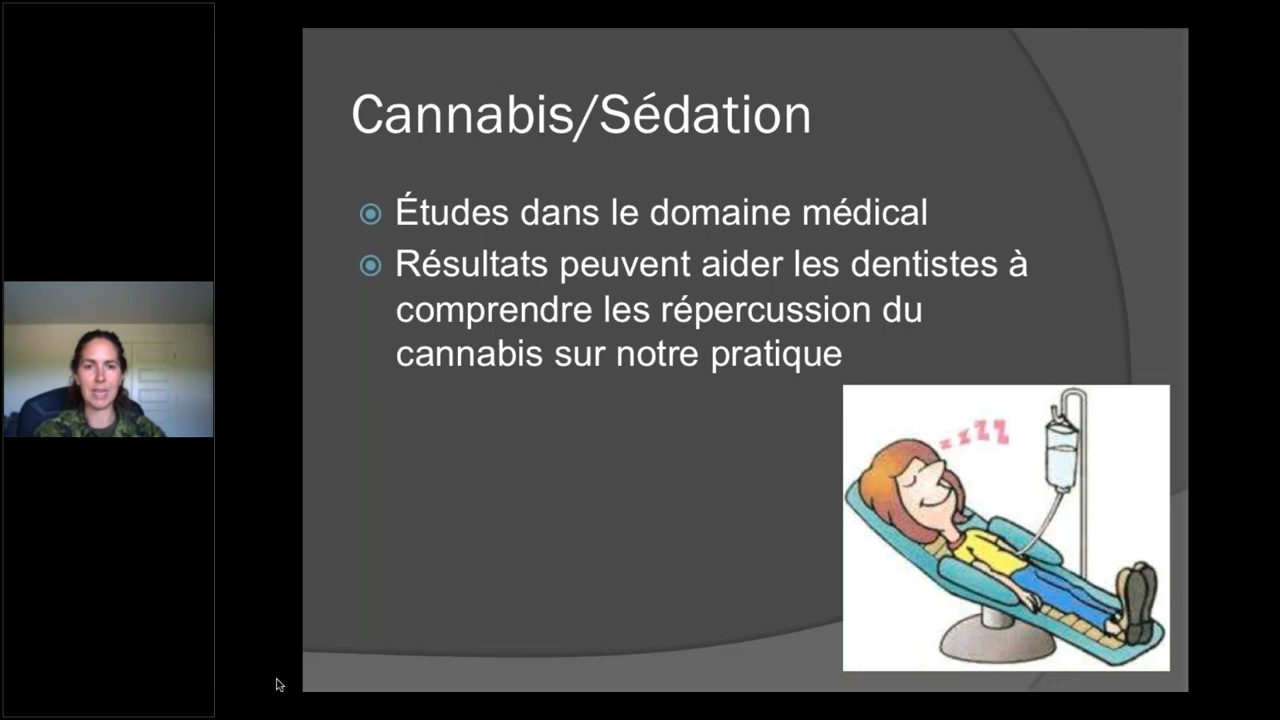 Cannabis/Sédation
Études dans le domaine médical
Résultats peuvent aider les dentistes à
comprendre les répercussion du
cannabis sur notre pratique
z z z z